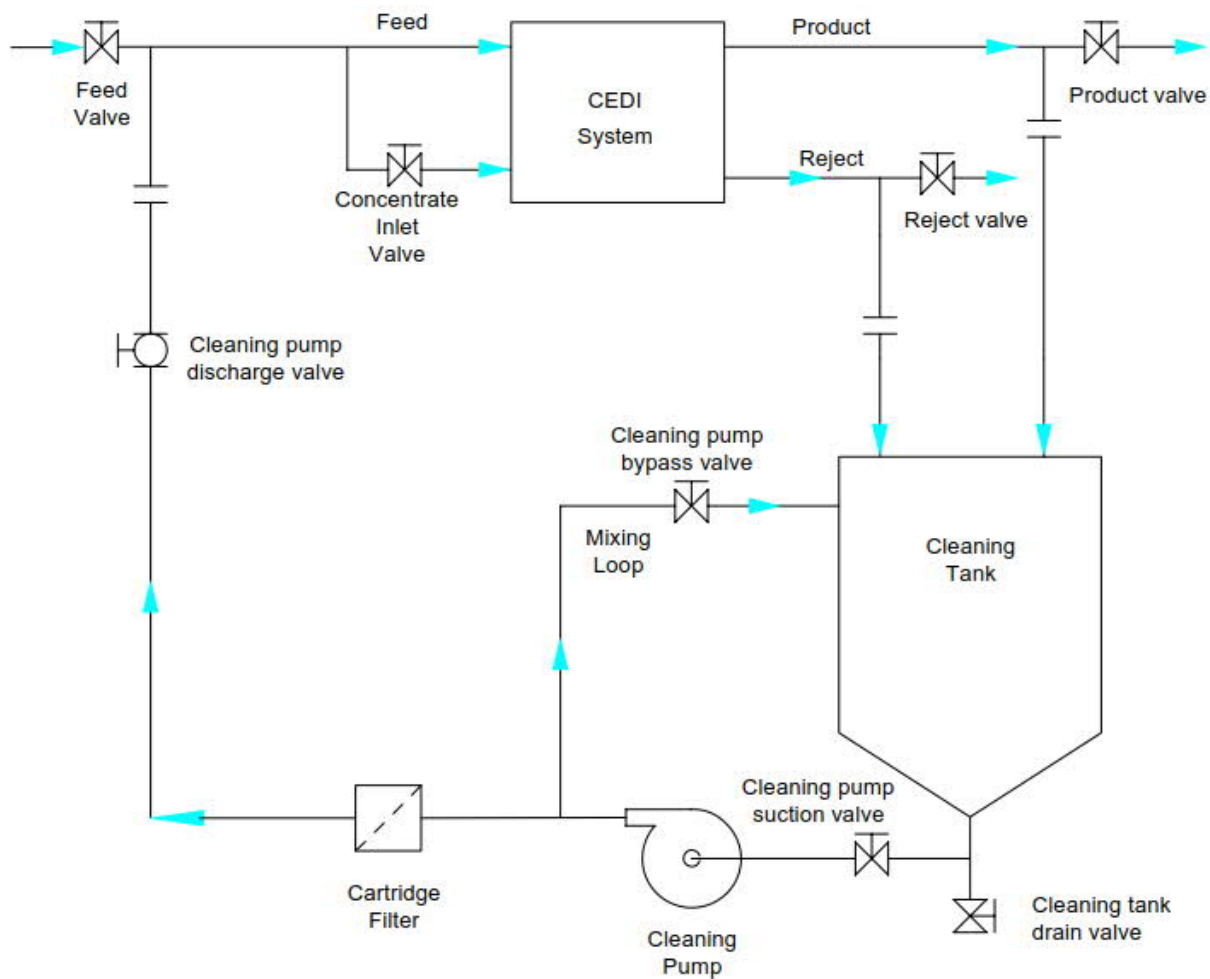 Feed
Product
Feed
Valve
CEDI
System
Product valve
Reject
Concentrate
Inlet
Valve
Reject valve
Cleaning pump
discharge valve
Cleaning pump
bypass valve
Mixing
Loop
Cleaning
Tank
Cleaning pump
suction valve
Cartridge
Filter
Cleaning
Pump
Cleaning tank
drain valve